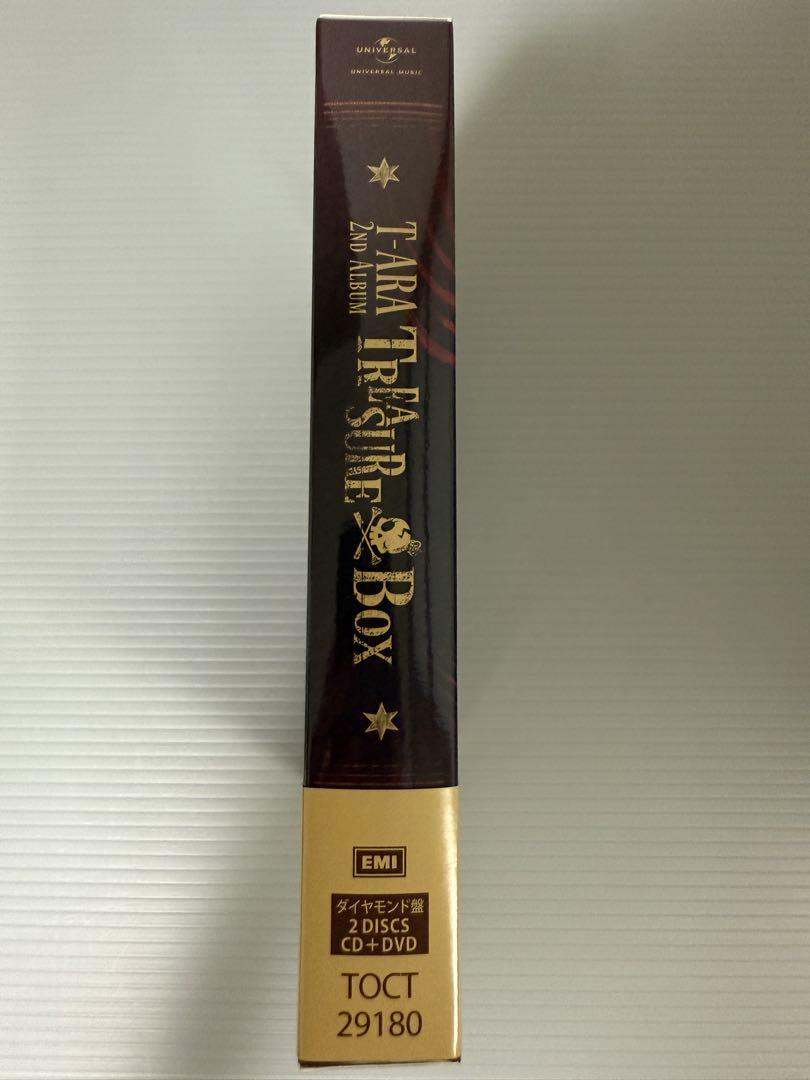 UNIVERSAL
UNIVERSAL MUSIC
T-ARA
2ND ALBUM
TREASURE BOX
EMI
ダイヤモンド盤
2 DISCS
CD+DVD
TOCT
29180